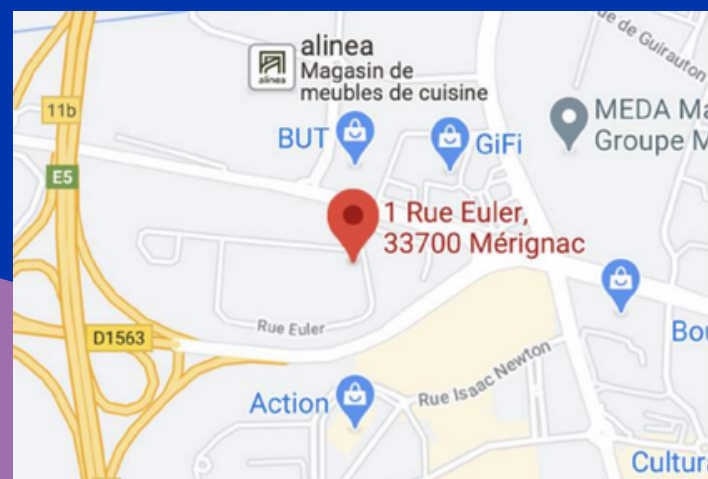 alinea
alinea
Magasin de
meubles de cuisine
ue de Guirauton
11b
BUT
GiFi
MEDA Ma
Groupe M
E5
1 Rue Euler,
33700 Mérignac
Rue Euler
D1563
Bou
Rue Isaac Newton
Action
Cultura